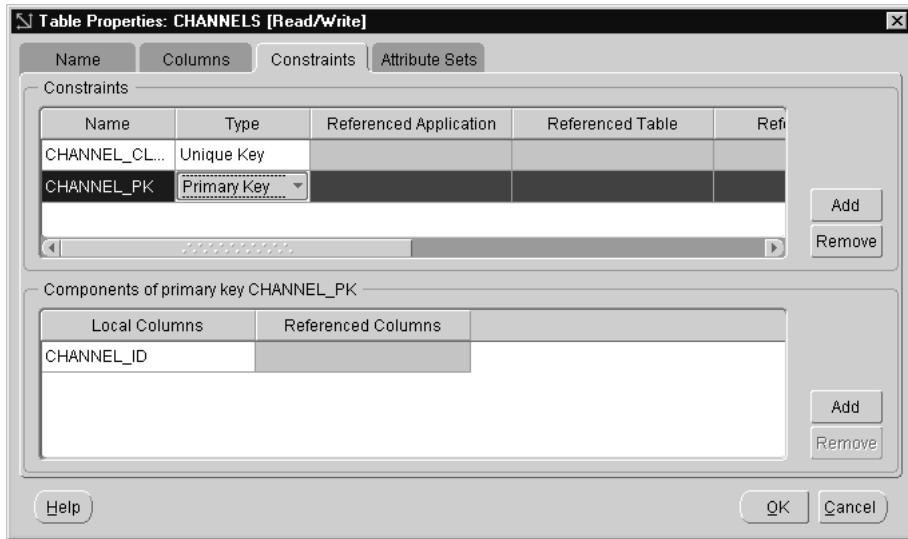 Table Properties: CHANNELS [Read/Write]
Name Columns Constraints Attribute Sets
Constraints
Name Type Referenced Application Referenced Table Refe
CHANNEL_CL... Unique Key
CHANNEL_PK Primary Key
Add
Remove
Components of primary key CHANNEL_PK
Local Columns Referenced Columns
CHANNEL_ID
Add
Remove
Help OK Cancel